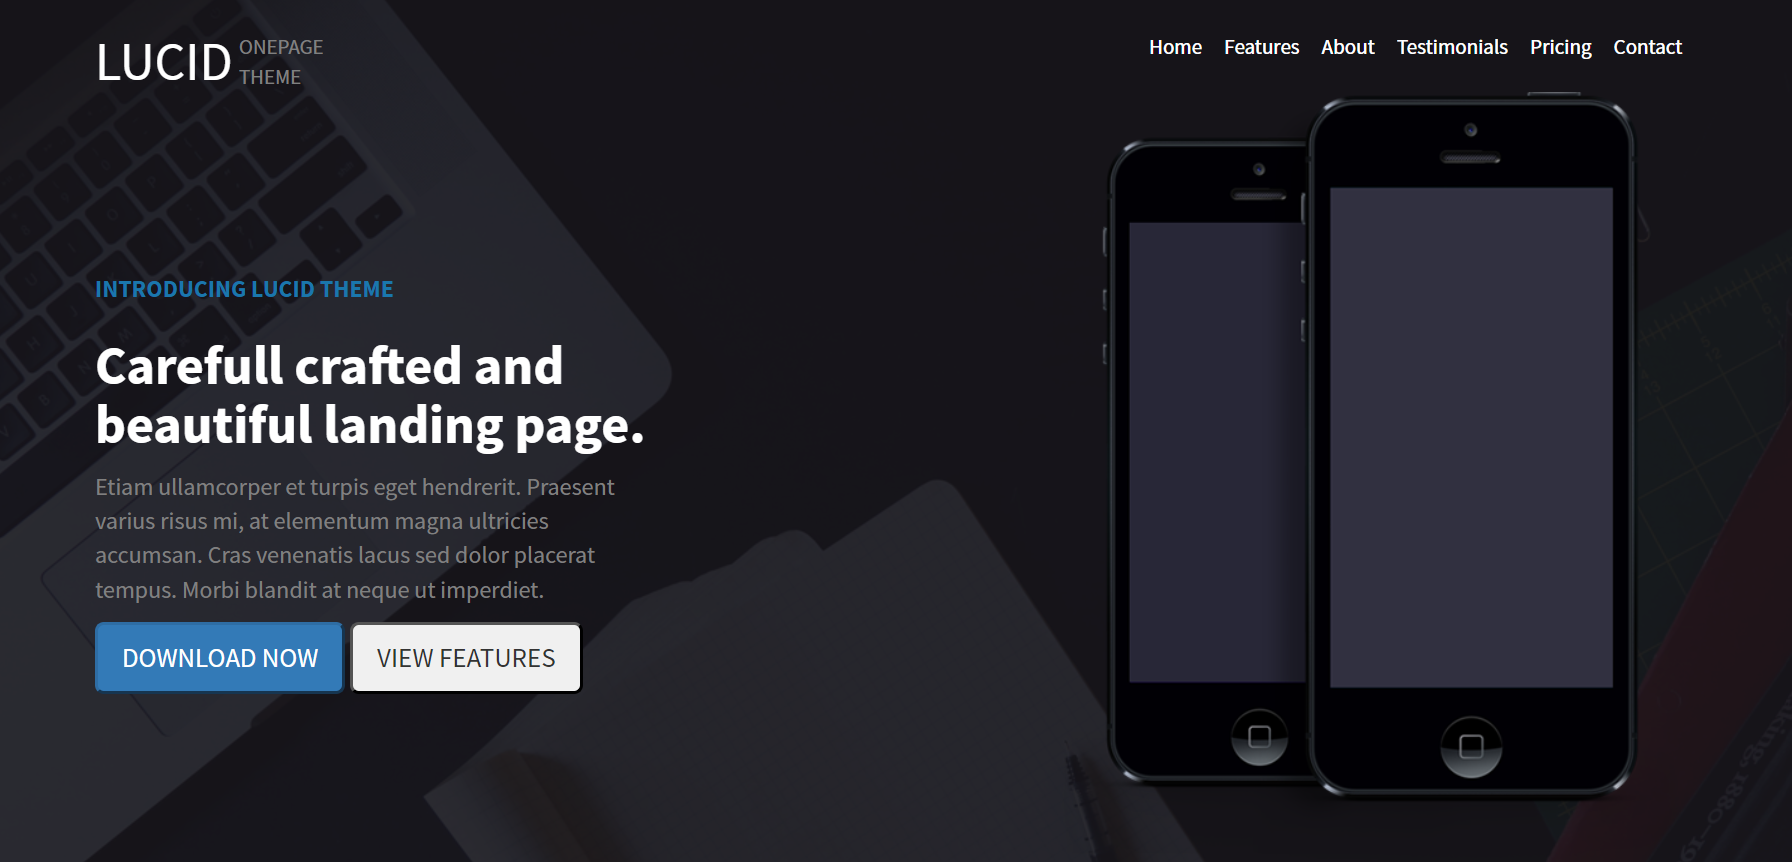 LUCID ONEPAGE
THEME
Home Features About Testimonials Pricing Contact
INTRODUCING LUCID THEME
Carefull crafted and
beautiful landing page.
Etiam ullamcorper et turpis eget hendrerit. Praesent
varius risus mi, at elementum magna ultricies
accumsan. Cras venenatis lacus sed dolor placerat
tempus. Morbi blandit at neque ut imperdiet.
DOWNLOAD NOW VIEW FEATURES